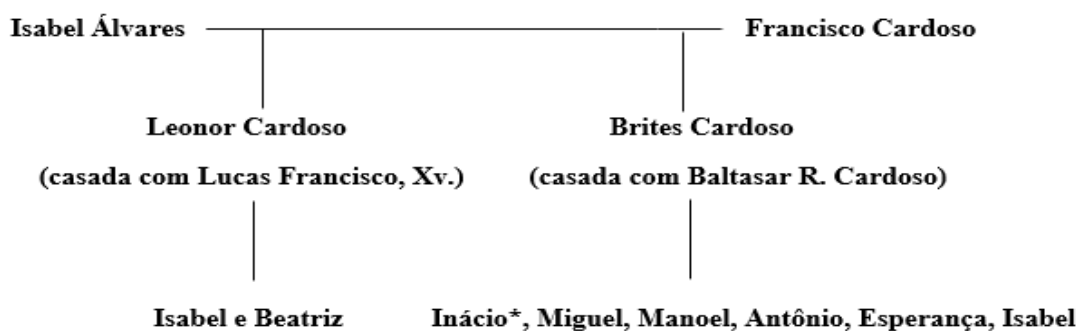 Isabel Álvares Francisco Cardoso
Leonor Cardoso Brites Cardoso
(casada com Lucas Francisco, Xv.) (casada com Baltasar R. Cardoso)
Isabel e Beatriz Inácio*, Miguel, Manoel, Antônio, Esperança, Isabel